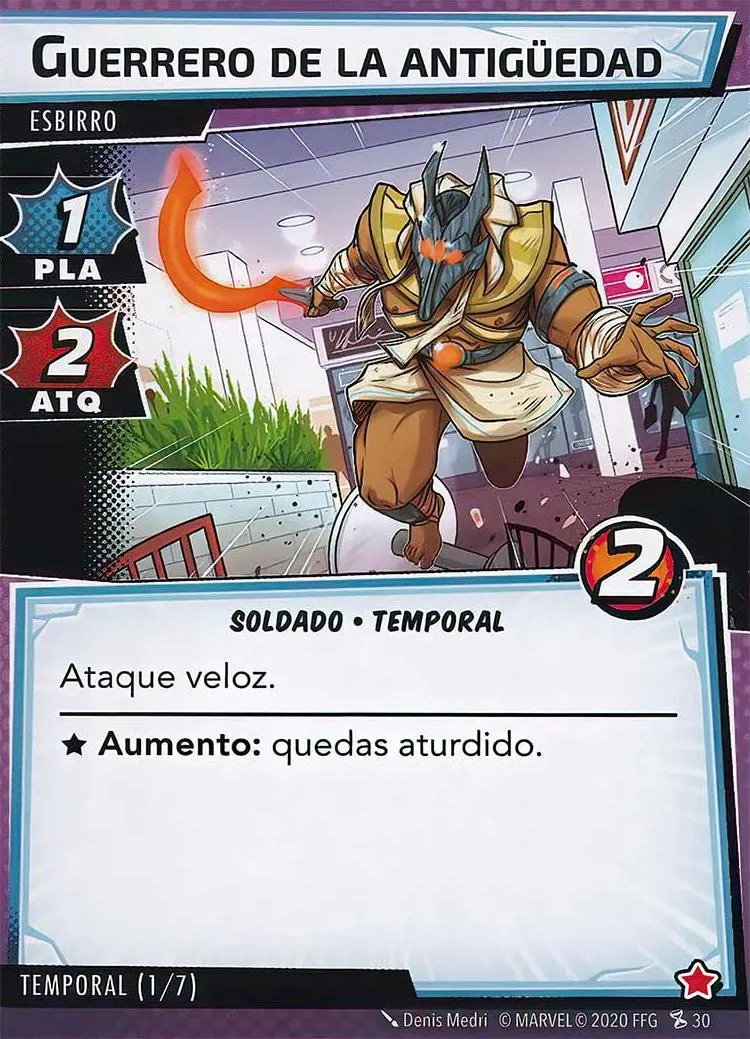 GUERRERO DE LA ANTIGÜEDAD
ESBIRRO
1
PLA
2
ATQ
2
SOLDADO • TEMPORAL
Ataque veloz.
★ Aumento: quedas aturdido.
TEMPORAL (1/7)
Denis Medri © MARVEL © 2020 FFG 30